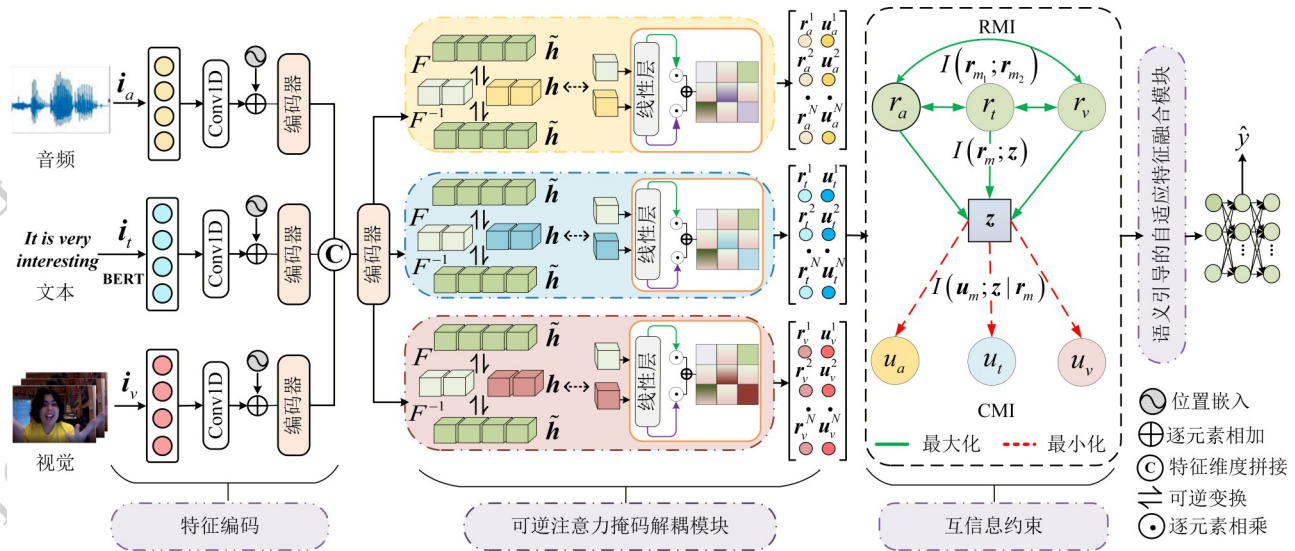 音频
i_a
Conv1D
编码器
It is very
interesting
文本
i_t
BERT
Conv1D
编码器
视觉
i_v
Conv1D
编码器
C
编码器
特征编码
F
F^{-1}
h̃
h
h̃
线性层
F
F^{-1}
h̃
h
h̃
线性层
F
F^{-1}
h̃
h
h̃
线性层
可逆注意力掩码解耦模块
r_a^1 u_a^1
r_a^2 u_a^2
r_a^N u_a^N
r_t^1 u_t^1
r_t^2 u_t^2
r_t^N u_t^N
r_v^1 u_v^1
r_v^2 u_v^2
r_v^N u_v^N
RMI
I(r_{m_1}; r_{m_2})
r_a r_t r_v
I(r_m; z)
z
I(u_m; z | r_m)
u_a u_t u_v
CMI
最大化 最小化
互信息约束
语义引导的自适应特征融合模块
ŷ
位置嵌入
逐元素相加
C 特征维度拼接
可逆变换
逐元素相乘